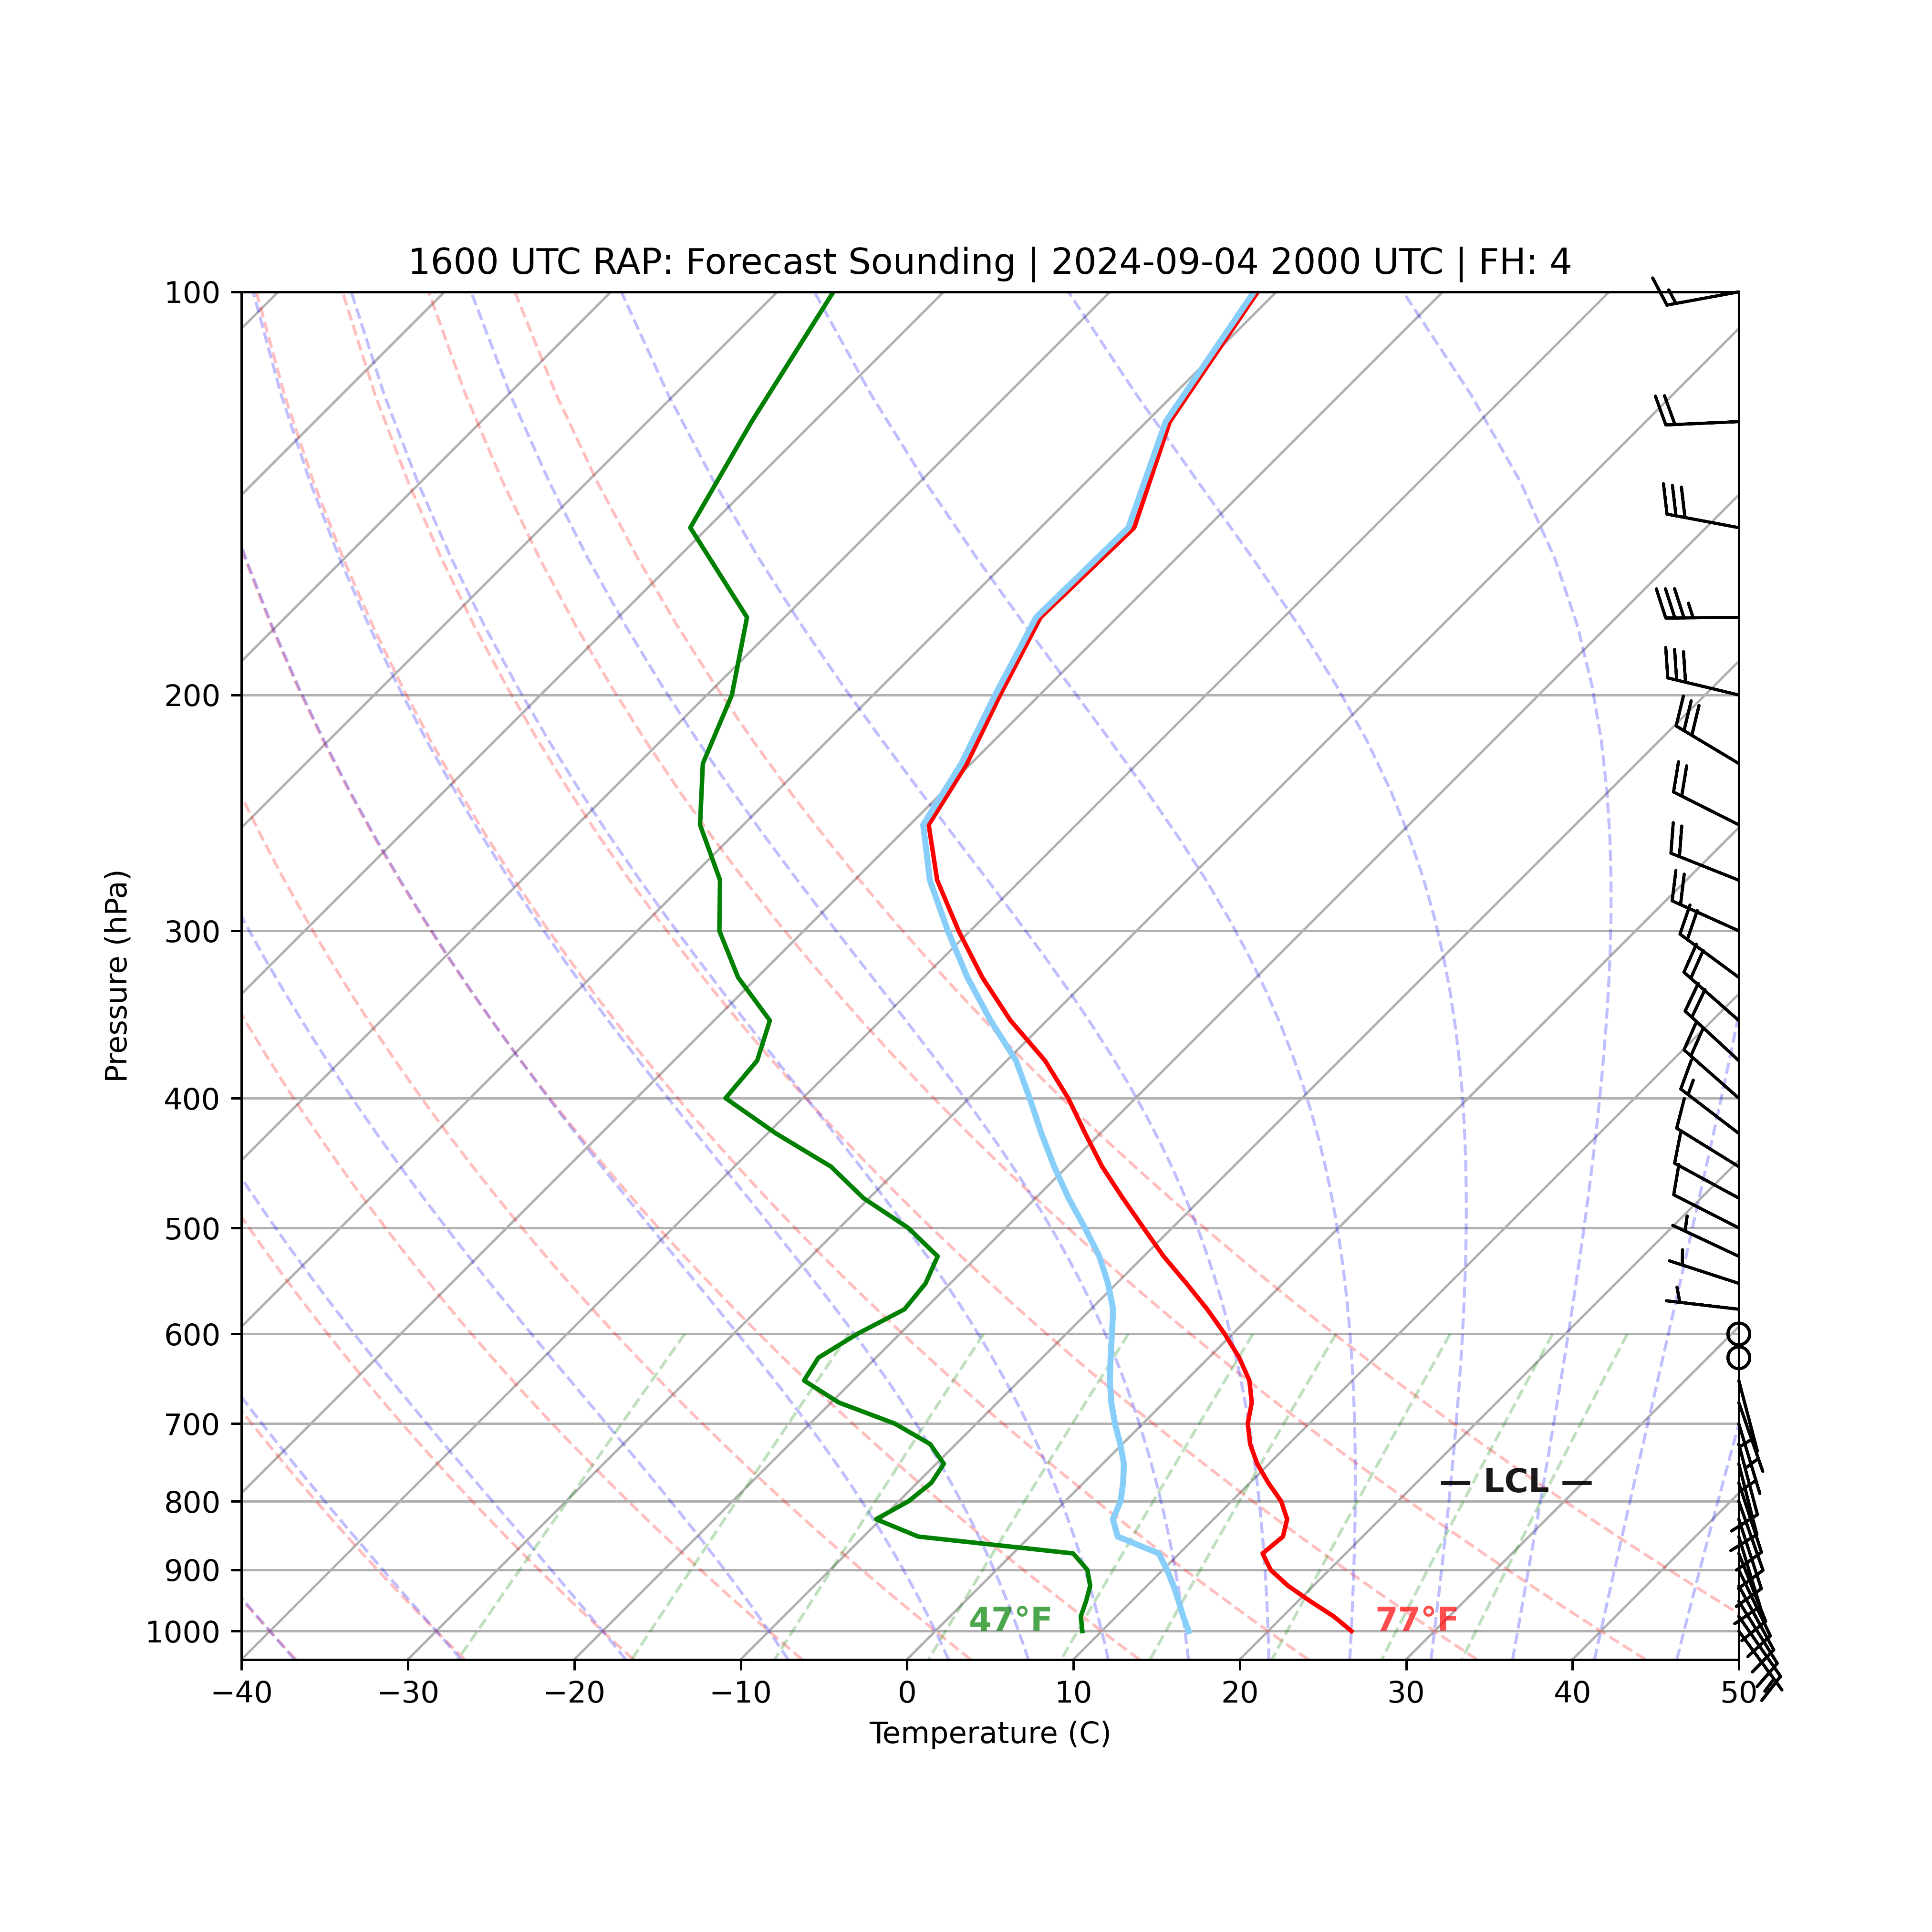 1600 UTC RAP: Forecast Sounding | 2024-09-04 2000 UTC | FH: 4
100
200
300
400
500
600
700
800
900
1000
Pressure (hPa)
— LCL —
47°F
77°F
−40 −30 −20 −10 0 10 20 30 40 50
Temperature (C)